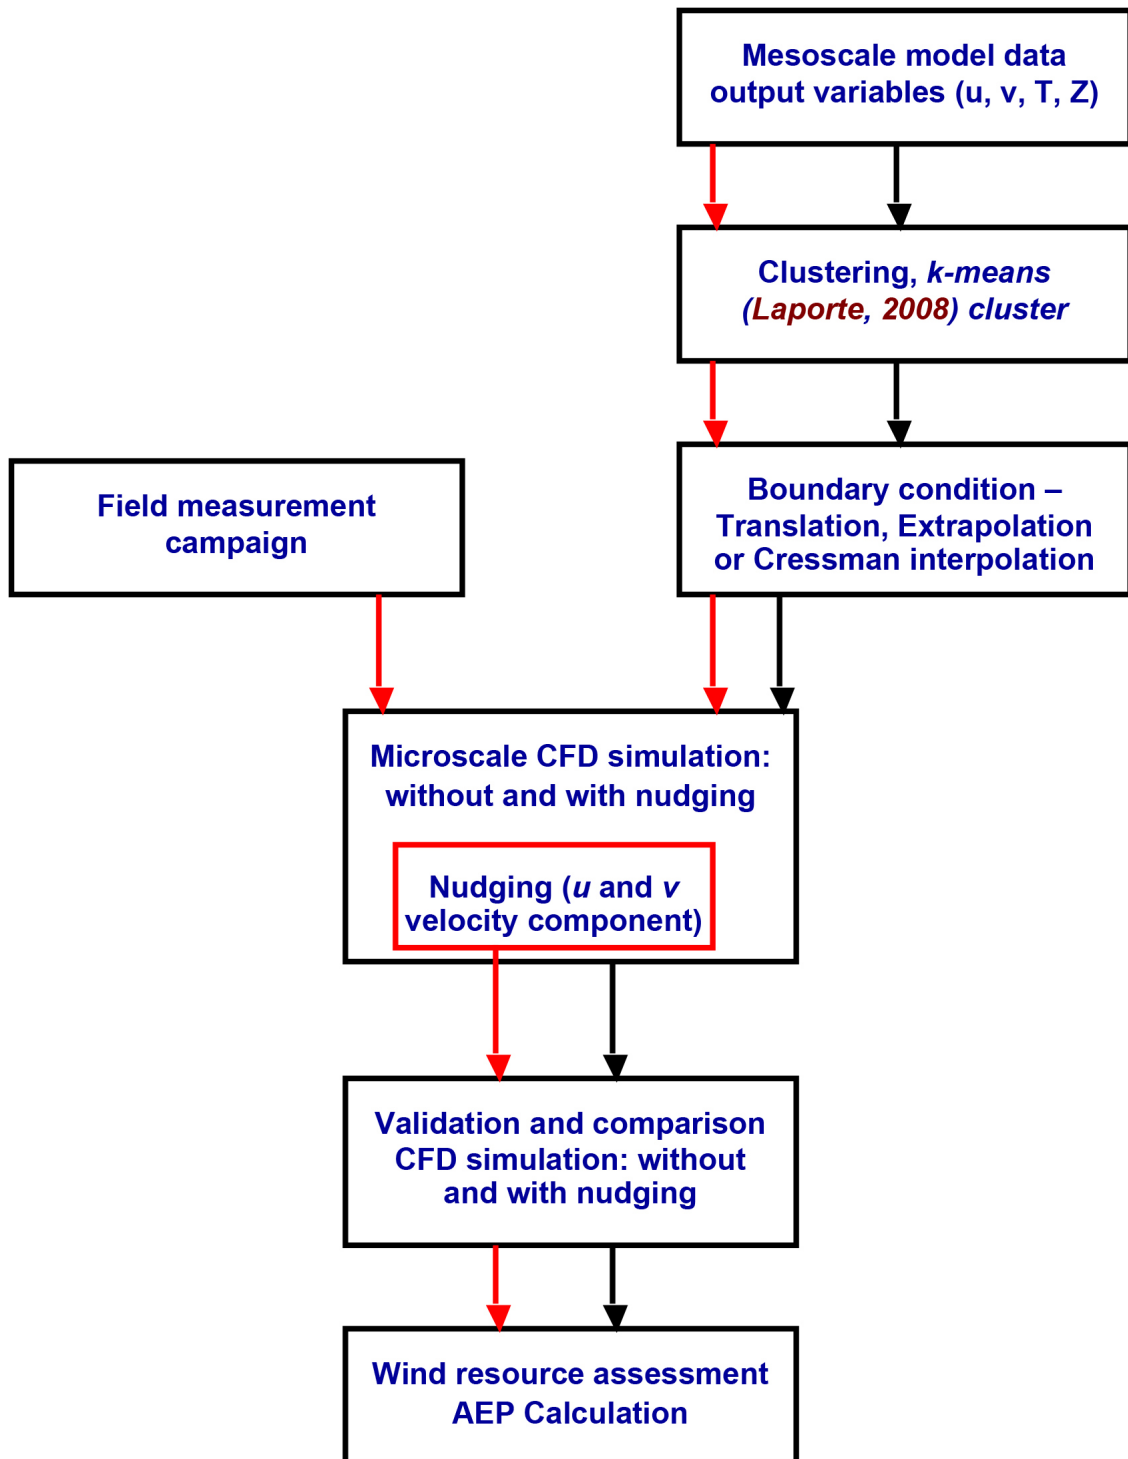 Mesoscale model data
output variables (u, v, T, Z)
Clustering, k-means
(Laporte, 2008) cluster
Field measurement
campaign
Boundary condition –
Translation, Extrapolation
or Cressman interpolation
Microscale CFD simulation:
without and with nudging
Nudging (u and v
velocity component)
Validation and comparison
CFD simulation: without
and with nudging
Wind resource assessment
AEP Calculation